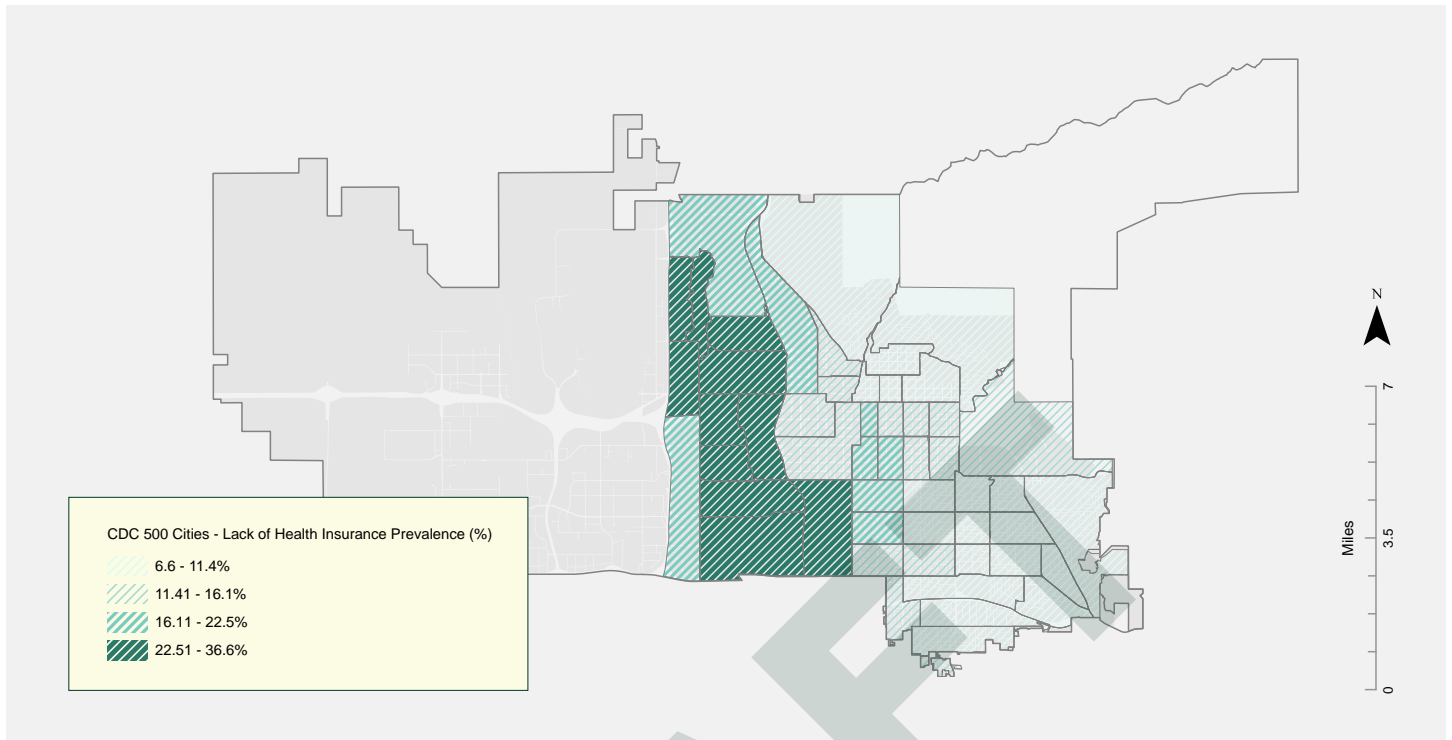 N
7
Miles
3.5
0
CDC 500 Cities - Lack of Health Insurance Prevalence (%)
6.6 - 11.4%
11.41 - 16.1%
16.11 - 22.5%
22.51 - 36.6%